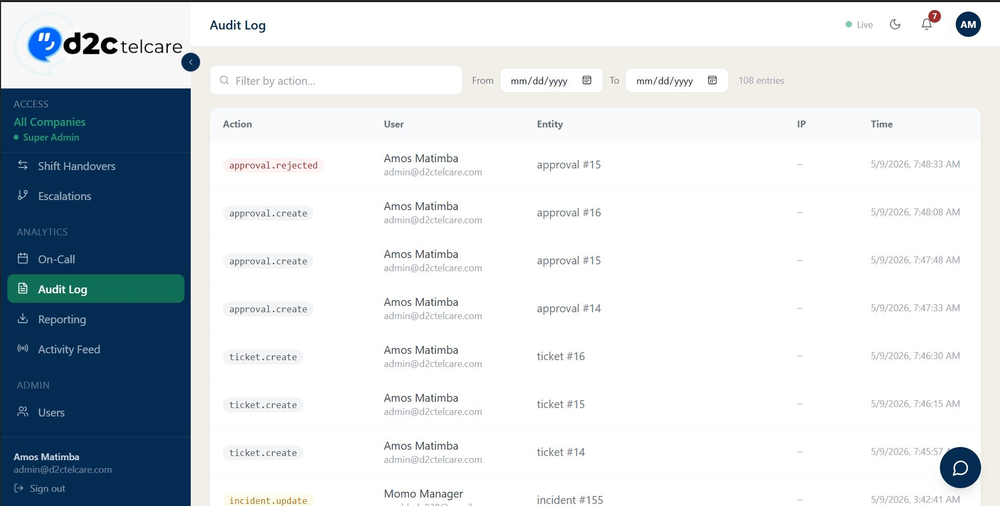 d2c telcare
Audit Log
Live
7
AM
ACCESS
All Companies
Super Admin
Shift Handovers
Escalations
ANALYTICS
On-Call
Audit Log
Reporting
Activity Feed
ADMIN
Users
Amos Matimba
admin@d2ctelcare.com
Sign out
Filter by action...
From mm/dd/yyyy To mm/dd/yyyy 108 entries
Action User Entity IP Time
approval.rejected Amos Matimba admin@d2ctelcare.com approval #15 – 5/9/2026, 7:48:33 AM
approval.create Amos Matimba admin@d2ctelcare.com approval #16 – 5/9/2026, 7:48:08 AM
approval.create Amos Matimba admin@d2ctelcare.com approval #15 – 5/9/2026, 7:47:48 AM
approval.create Amos Matimba admin@d2ctelcare.com approval #14 – 5/9/2026, 7:47:33 AM
ticket.create Amos Matimba admin@d2ctelcare.com ticket #16 – 5/9/2026, 7:46:30 AM
ticket.create Amos Matimba admin@d2ctelcare.com ticket #15 – 5/9/2026, 7:46:15 AM
ticket.create Amos Matimba admin@d2ctelcare.com ticket #14 – 5/9/2026, 7:45:57
incident.update Momo Manager incident #155 – 5/9/2026, 3:42:41 AM